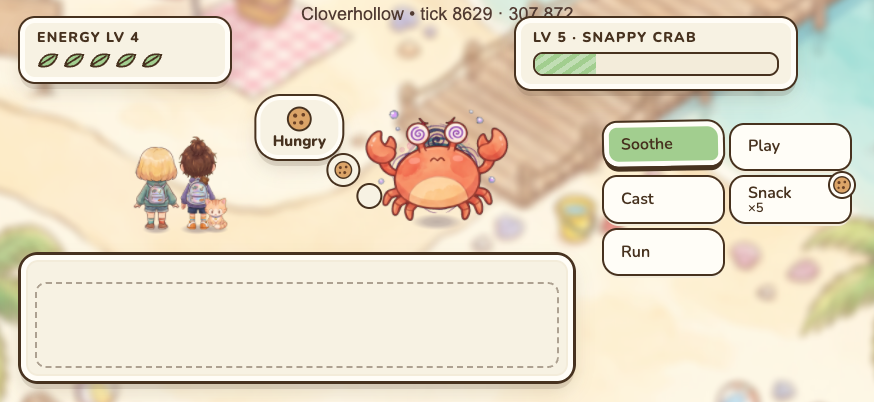 Cloverhollow • tick 8629 · 307,872
ENERGY LV 4
LV 5 · SNAPPY CRAB
Hungry
Soothe
Play
Cast
Snack
×5
Run